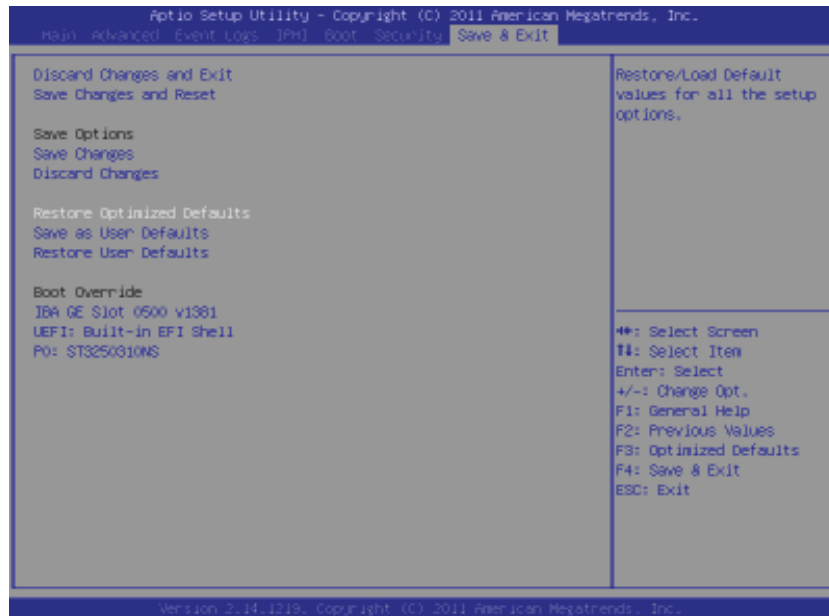 Aptio Setup Utility - Copyright (C) 2011 American Megatrends, Inc.
Main Advanced Event Logs IPMI Boot Security Save & Exit
Discard Changes and Exit
Save Changes and Reset
Save Options
Save Changes
Discard Changes
Restore Optimized Defaults
Save as User Defaults
Restore User Defaults
Boot Override
IBA GE Slot 0500 v1381
UEFI: Built-in EFI Shell
P0: ST3250310NS
Restore/Load Default
values for all the setup
options.
↔: Select Screen
↑↓: Select Item
Enter: Select
+/-: Change Opt.
F1: General Help
F2: Previous Values
F3: Optimized Defaults
F4: Save & Exit
ESC: Exit
Version 2.14.1219. Copyright (C) 2011 American Megatrends, Inc.